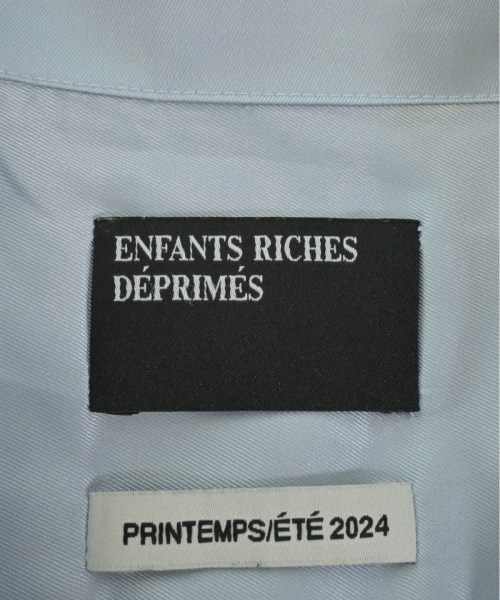 ENFANTS RICHES
DÉPRIMÉS
PRINTEMPS/ÉTÉ 2024